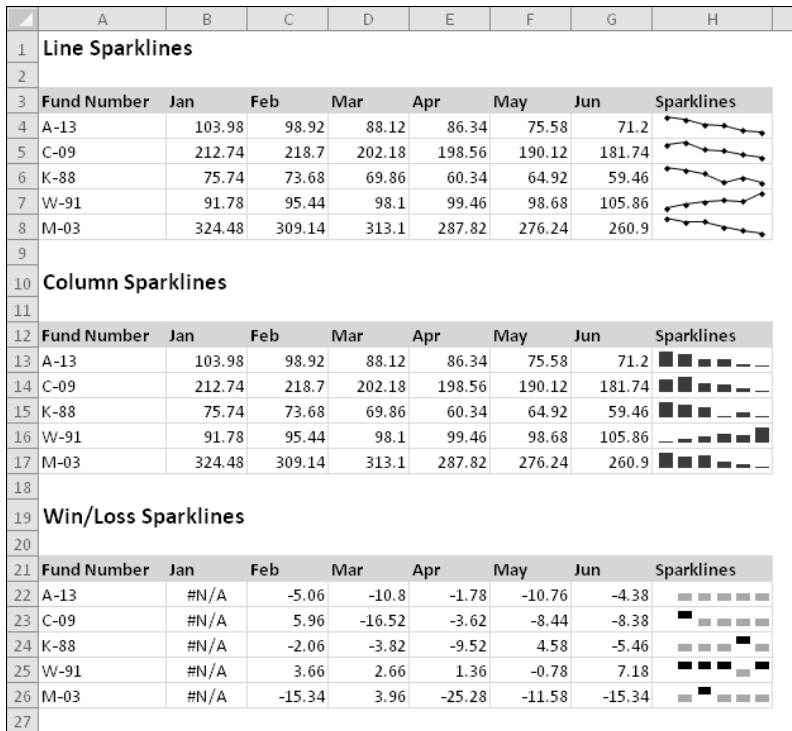 A B C D E F G H
1 Line Sparklines
2
3 Fund Number Jan Feb Mar Apr May Jun Sparklines
4 A-13 103.98 98.92 88.12 86.34 75.58 71.2
5 C-09 212.74 218.7 202.18 198.56 190.12 181.74
6 K-88 75.74 73.68 69.86 60.34 64.92 59.46
7 W-91 91.78 95.44 98.1 99.46 98.68 105.86
8 M-03 324.48 309.14 313.1 287.82 276.24 260.9
9
10 Column Sparklines
11
12 Fund Number Jan Feb Mar Apr May Jun Sparklines
13 A-13 103.98 98.92 88.12 86.34 75.58 71.2
14 C-09 212.74 218.7 202.18 198.56 190.12 181.74
15 K-88 75.74 73.68 69.86 60.34 64.92 59.46
16 W-91 91.78 95.44 98.1 99.46 98.68 105.86
17 M-03 324.48 309.14 313.1 287.82 276.24 260.9
18
19 Win/Loss Sparklines
20
21 Fund Number Jan Feb Mar Apr May Jun Sparklines
22 A-13 #N/A -5.06 -10.8 -1.78 -10.76 -4.38
23 C-09 #N/A 5.96 -16.52 -3.62 -8.44 -8.38
24 K-88 #N/A -2.06 -3.82 -9.52 4.58 -5.46
25 W-91 #N/A 3.66 2.66 1.36 -0.78 7.18
26 M-03 #N/A -15.34 3.96 -25.28 -11.58 -15.34
27